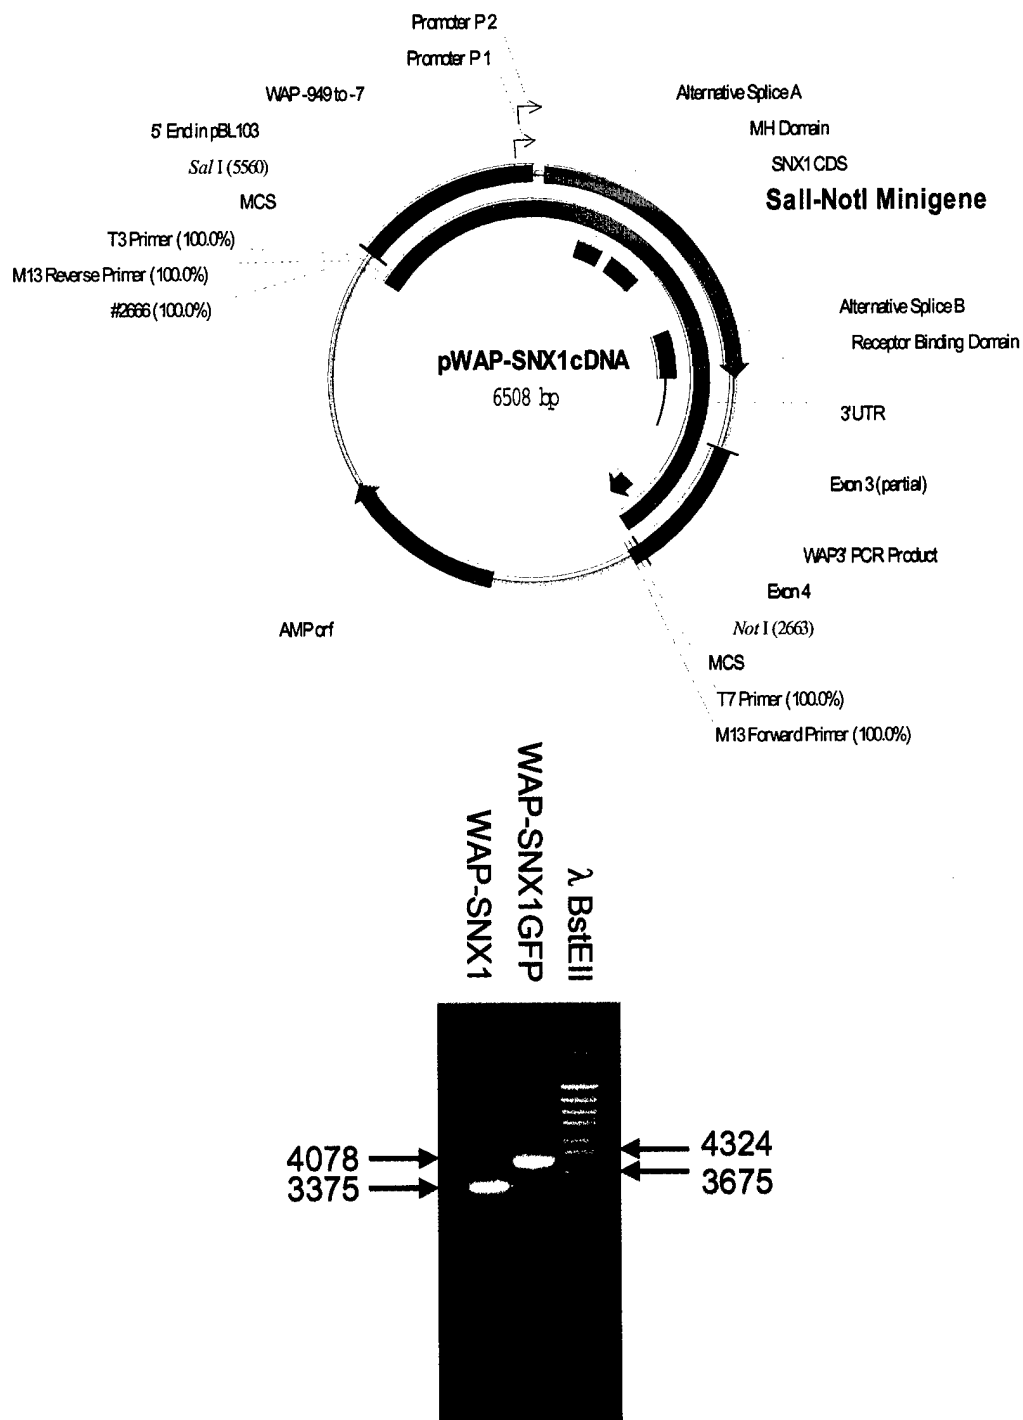 Promoter P2
Promoter P1
WAP -949 to -7
5' End in pBL103
Sal I (5560)
MCS
T3 Primer (100.0%)
M13 Reverse Primer (100.0%)
#2666 (100.0%)
Alternative Splice A
MH Domain
SNX1 CDS
SalI-NotI Minigene
Alternative Splice B
Receptor Binding Domain
3'UTR
Exon 3 (partial)
WAP3' PCR Product
Exon 4
Not I (2663)
MCS
T7 Primer (100.0%)
M13 Forward Primer (100.0%)
pWAP-SNX1cDNA
6508 bp
AMP orf
WAP-SNX1
WAP-SNX1GFP
λ BstEII
4078
3375
4324
3675